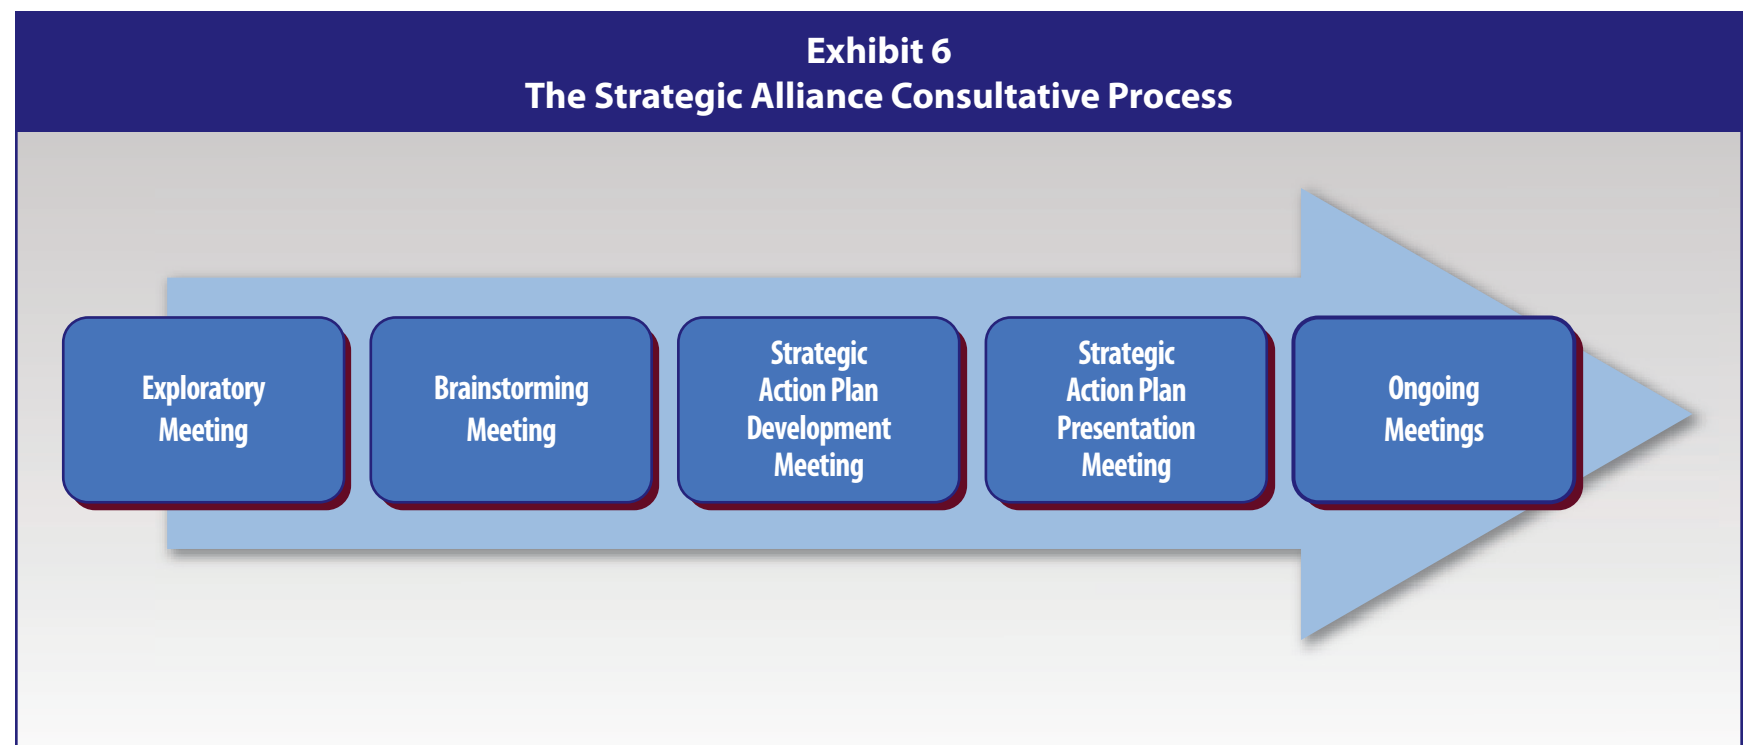 Exhibit 6
The Strategic Alliance Consultative Process
Exploratory
Meeting
Brainstorming
Meeting
Strategic
Action Plan
Development
Meeting
Strategic
Action Plan
Presentation
Meeting
Ongoing
Meetings